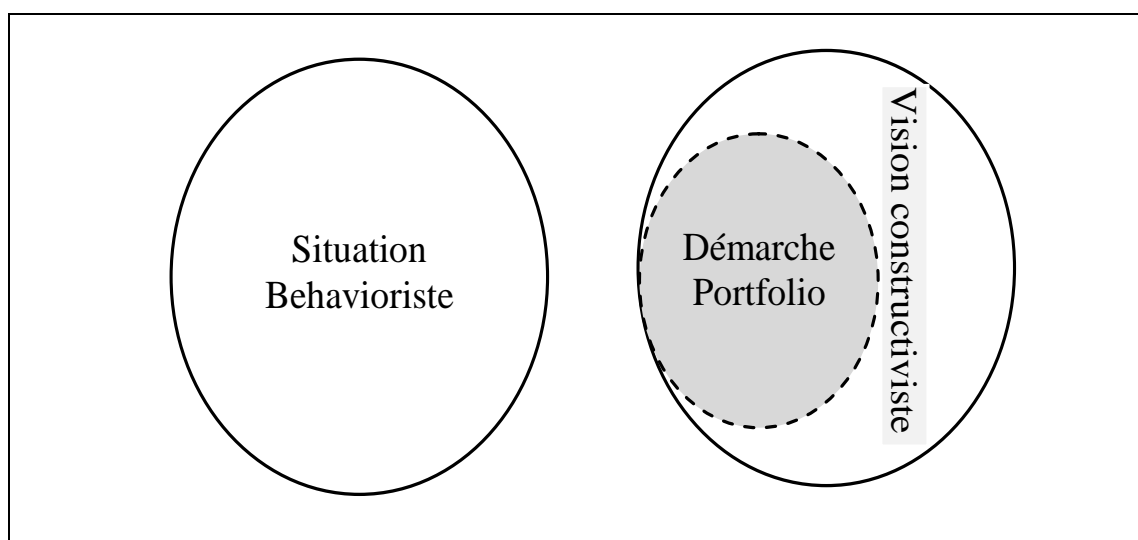 Situation
Behavioriste
Démarche
Portfolio
Vision constructiviste